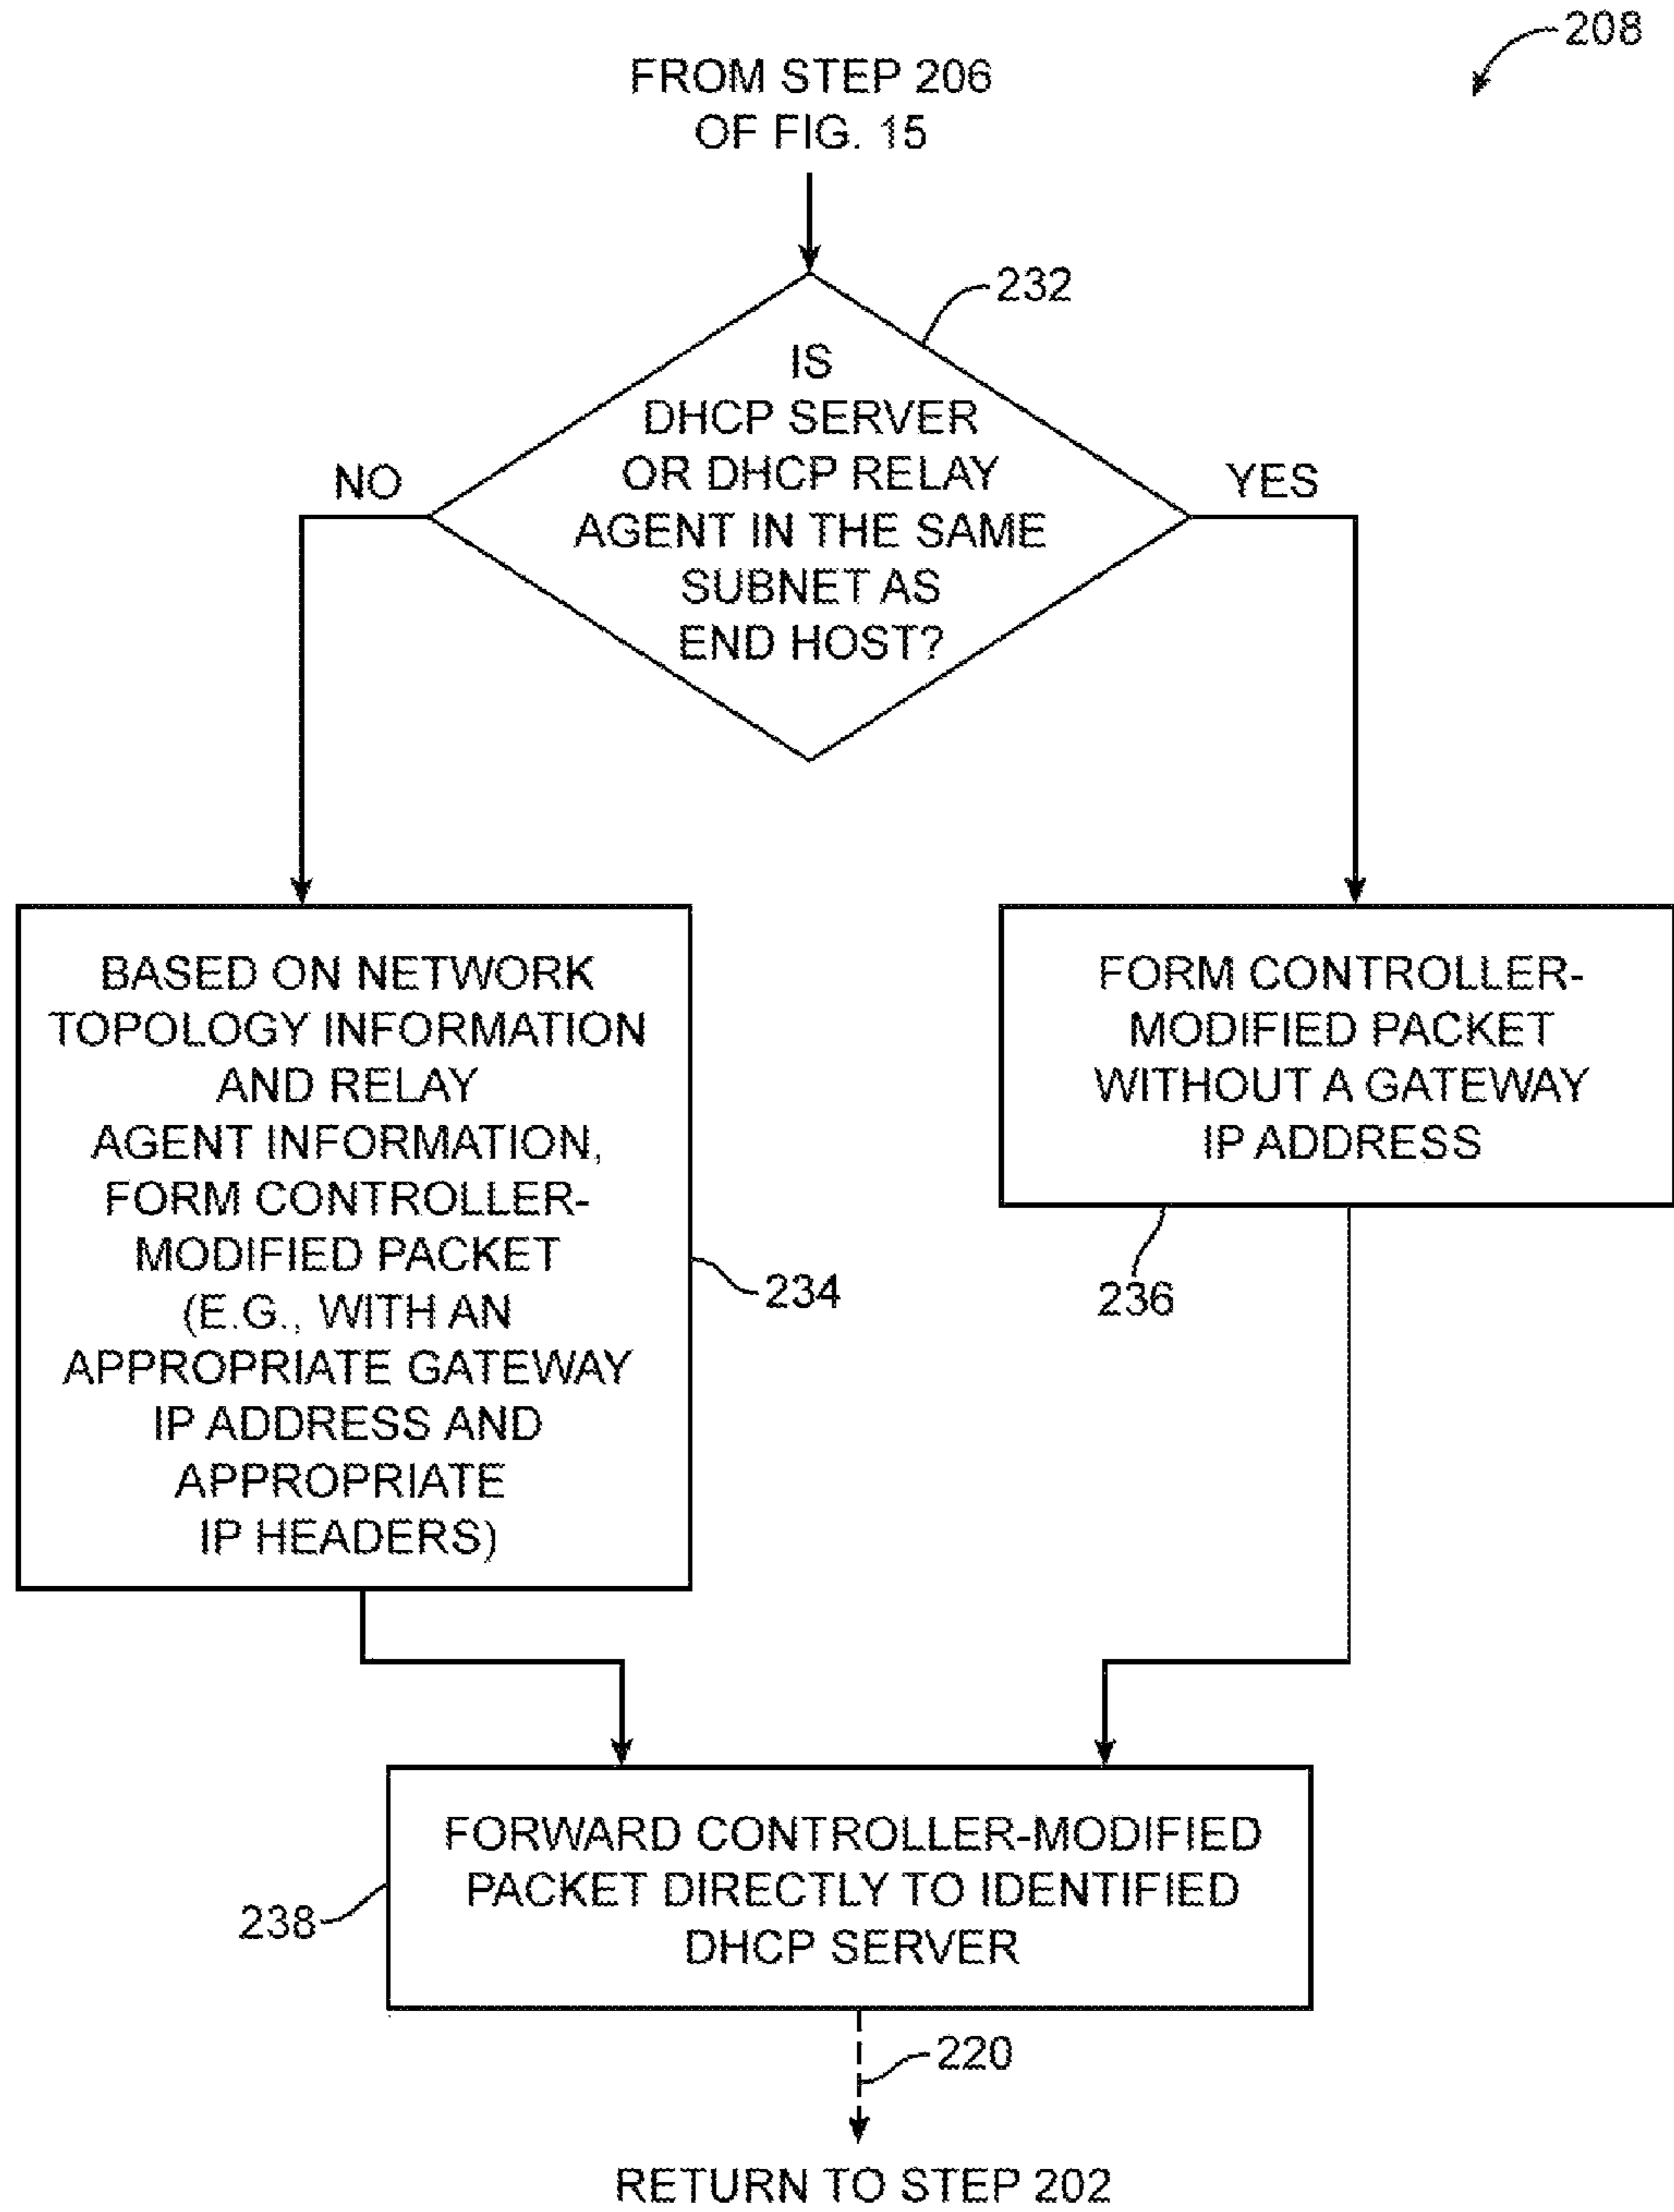 208
FROM STEP 206
OF FIG. 15
232
IS
DHCP SERVER
OR DHCP RELAY
AGENT IN THE SAME
SUBNET AS
END HOST?
NO
YES
BASED ON NETWORK
TOPOLOGY INFORMATION
AND RELAY
AGENT INFORMATION,
FORM CONTROLLER-
MODIFIED PACKET
(E.G., WITH AN
APPROPRIATE GATEWAY
IP ADDRESS AND
APPROPRIATE
IP HEADERS)
234
FORM CONTROLLER-
MODIFIED PACKET
WITHOUT A GATEWAY
IP ADDRESS
236
FORWARD CONTROLLER-MODIFIED
PACKET DIRECTLY TO IDENTIFIED
DHCP SERVER
238
220
RETURN TO STEP 202